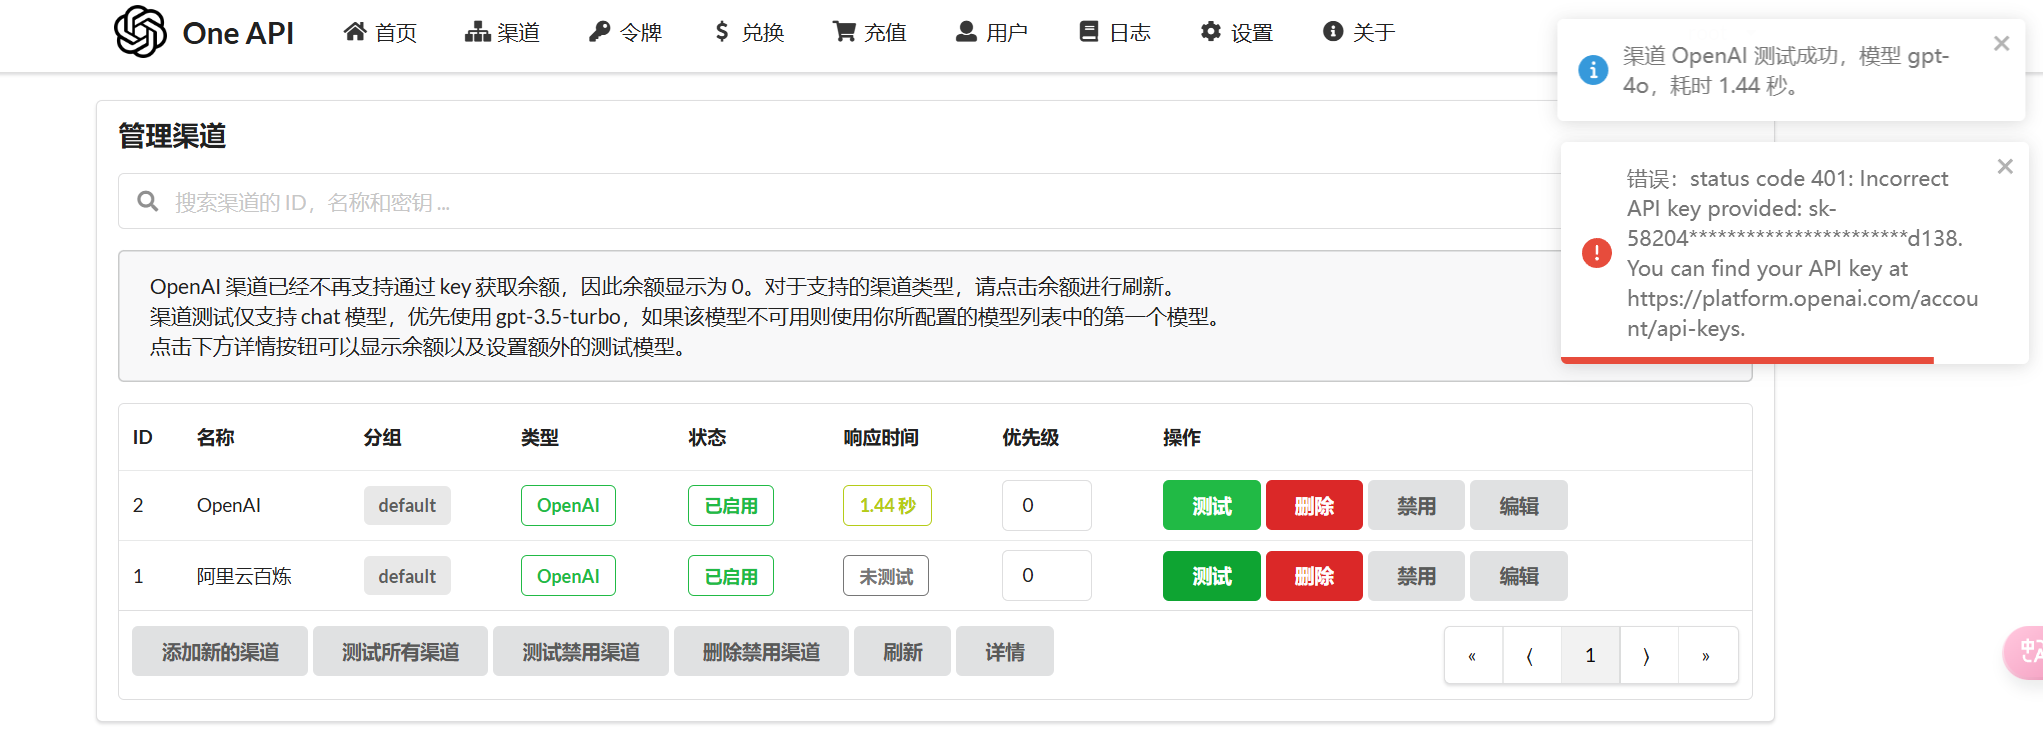 One API 首页 渠道 令牌 兑换 充值 用户 日志 设置 关于
渠道 OpenAI 测试成功，模型 gpt-
4o，耗时 1.44 秒。
错误：status code 401: Incorrect
API key provided: sk-
58204***********************d138.
You can find your API key at
https://platform.openai.com/accou
nt/api-keys.
管理渠道
搜索渠道的 ID，名称和密钥 ...
OpenAI 渠道已经不再支持通过 key 获取余额，因此余额显示为 0。对于支持的渠道类型，请点击余额进行刷新。
渠道测试仅支持 chat 模型，优先使用 gpt-3.5-turbo，如果该模型不可用则使用你所配置的模型列表中的第一个模型。
点击下方详情按钮可以显示余额以及设置额外的测试模型。
ID 名称 分组 类型 状态 响应时间 优先级 操作
2 OpenAI default OpenAI 已启用 1.44 秒 0 测试 删除 禁用 编辑
1 阿里云百炼 default OpenAI 已启用 未测试 0 测试 删除 禁用 编辑
添加新的渠道 测试所有渠道 测试禁用渠道 删除禁用渠道 刷新 详情 « ⟨ 1 ⟩ »